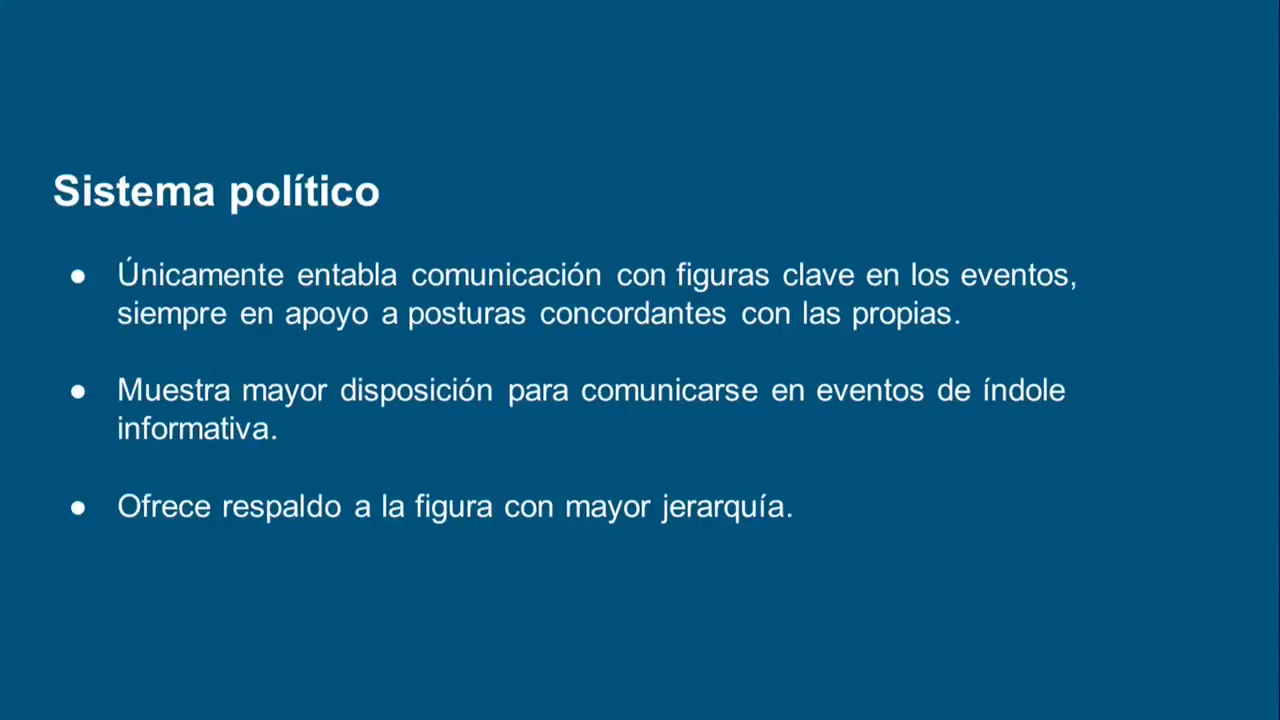 Sistema político
● Únicamente entabla comunicación con figuras clave en los eventos,
siempre en apoyo a posturas concordantes con las propias.
● Muestra mayor disposición para comunicarse en eventos de índole
informativa.
● Ofrece respaldo a la figura con mayor jerarquía.